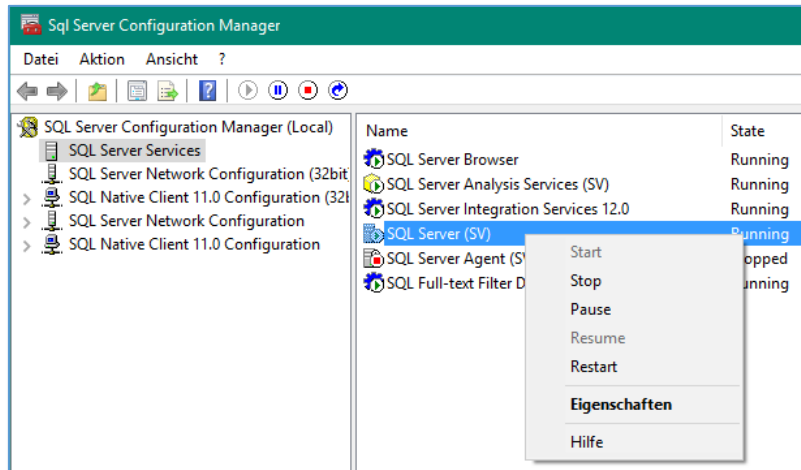 Sql Server Configuration Manager
Datei Aktion Ansicht ?
SQL Server Configuration Manager (Local)
SQL Server Services
SQL Server Network Configuration (32bit
SQL Native Client 11.0 Configuration (32
SQL Server Network Configuration
SQL Native Client 11.0 Configuration
Name State
SQL Server Browser Running
SQL Server Analysis Services (SV) Running
SQL Server Integration Services 12.0 Running
SQL Server (SV) Running
SQL Server Agent (S opped
SQL Full-text Filter D unning
Start
Stop
Pause
Resume
Restart
Eigenschaften
Hilfe